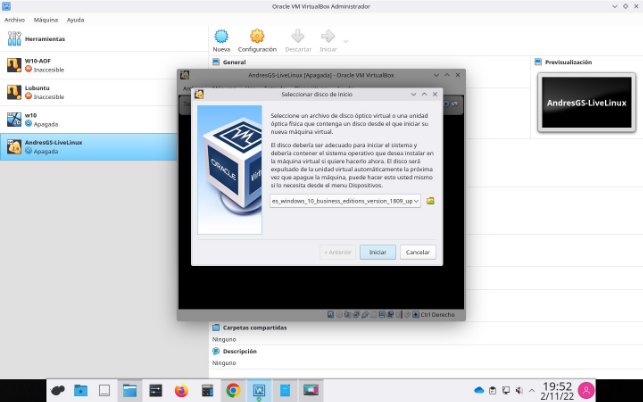 Oracle VM VirtualBox Administrador
Archivo Máquina Ayuda
Herramientas
Nueva Configuración Descartar Iniciar
W10-AOF
Inaccesible
Lubuntu
Inaccesible
w10
Apagada
AndresGS-LiveLinux
Apagada
General
Previsualización
AndresGS-LiveLinux
AndresGS-LiveLinux [Apagada] - Oracle VM VirtualBox
Seleccionar disco de inicio
Seleccione un archivo de disco óptico virtual o una unidad
óptica física que contenga un disco desde el que iniciar su
nueva máquina virtual.
El disco debería ser adecuado para iniciar el sistema y
debería contener el sistema operativo que desea instalar en
la máquina virtual si quiere hacerlo ahora. El disco será
expulsado de la unidad virtual automáticamente la próxima
vez que apague la máquina, puede hacer esto usted mismo
si lo necesita desde el menu Dispositivos.
es_windows_10_business_editions_version_1809_up
< Anterior Iniciar Cancelar
Ctrl Derecho
Carpetas compartidas
Ninguno
Descripción
Ninguno
19:52
2/11/22